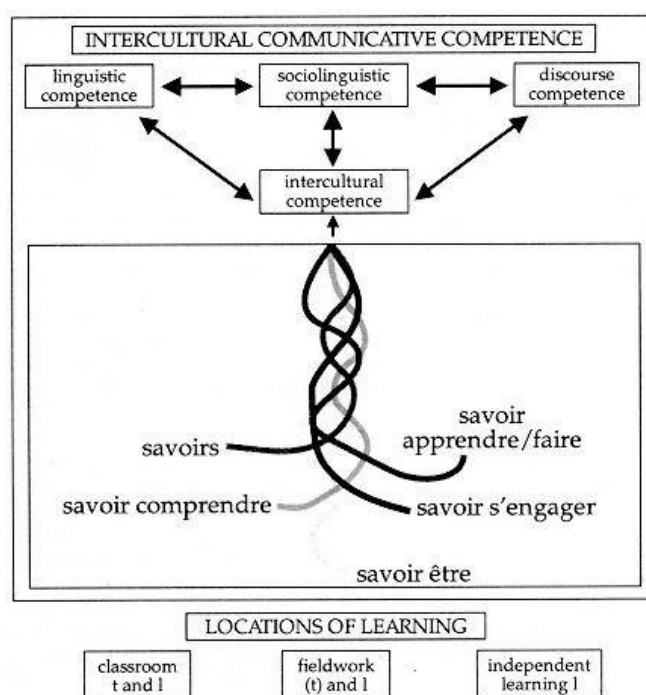 INTERCULTURAL COMMUNICATIVE COMPETENCE
linguistic
competence
sociolinguistic
competence
discourse
competence
intercultural
competence
savoir
apprendre/faire
savoirs
savoir comprendre
savoir s'engager
savoir être
LOCATIONS OF LEARNING
classroom
t and l
fieldwork
(t) and l
independent
learning l